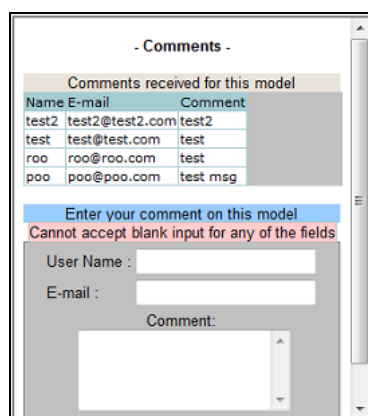 - Comments -
Comments received for this model
Name E-mail Comment
test2 test2@test2.com test2
test test@test.com test
roo roo@roo.com test
poo poo@poo.com test msg
Enter your comment on this model
Cannot accept blank input for any of the fields
User Name :
E-mail :
Comment: